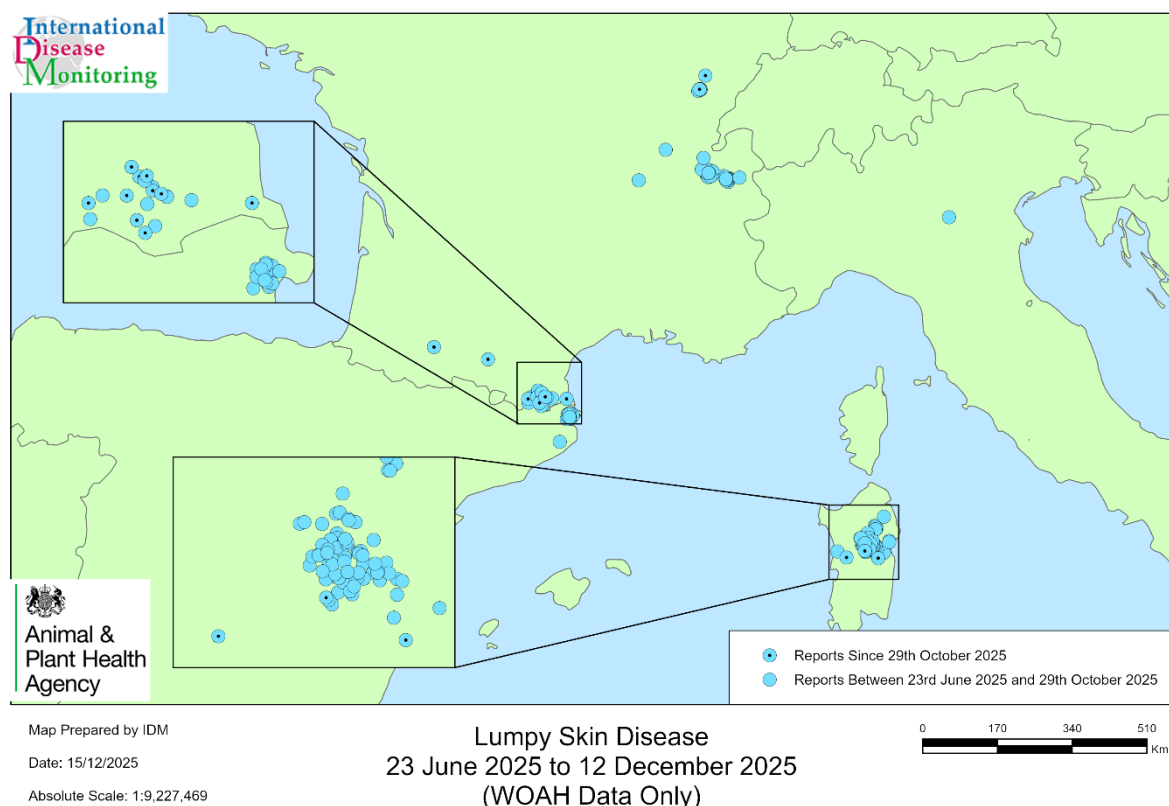 International
Disease
Monitoring
Animal &
Plant Health
Agency
Reports Since 29th October 2025
Reports Between 23rd June 2025 and 29th October 2025
Map Prepared by IDM
Date: 15/12/2025
Absolute Scale: 1:9,227,469
Lumpy Skin Disease
23 June 2025 to 12 December 2025
(WOAH Data Only)
0 170 340 510
Km